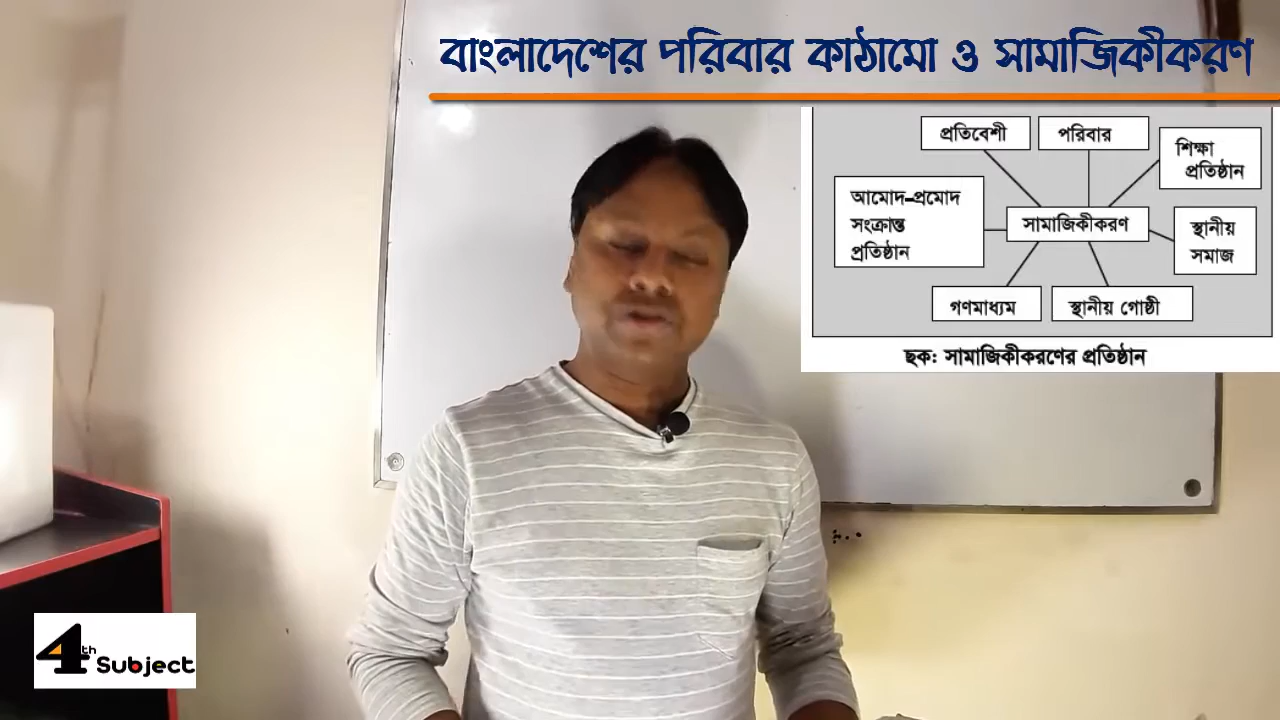 বাংলাদেশের পরিবার কাঠামো ও সামাজিকীকরণ
প্রতিবেশী
পরিবার
শিক্ষা
প্রতিষ্ঠান
আমোদ-প্রমোদ
সংক্রান্ত
প্রতিষ্ঠান
সামাজিকীকরণ
স্থানীয়
সমাজ
গণমাধ্যম
স্থানীয় গোষ্ঠী
ছক: সামাজিকীকরণের প্রতিষ্ঠান
4th Subject